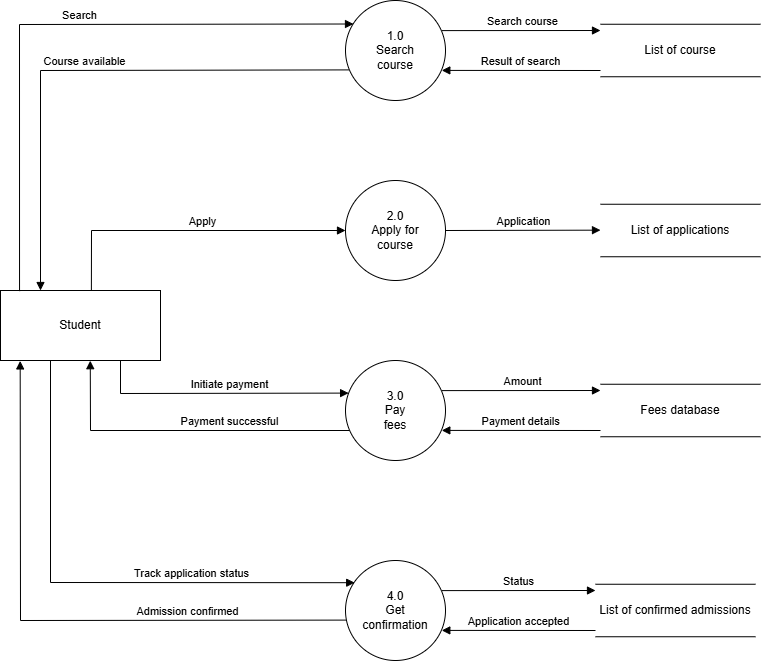 Search
1.0
Search
course
Search course
List of course
Course available
Result of search
2.0
Apply for
course
Apply
Application
List of applications
Student
3.0
Pay
fees
Initiate payment
Amount
Fees database
Payment successful
Payment details
4.0
Get
confirmation
Track application status
Status
List of confirmed admissions
Admission confirmed
Application accepted